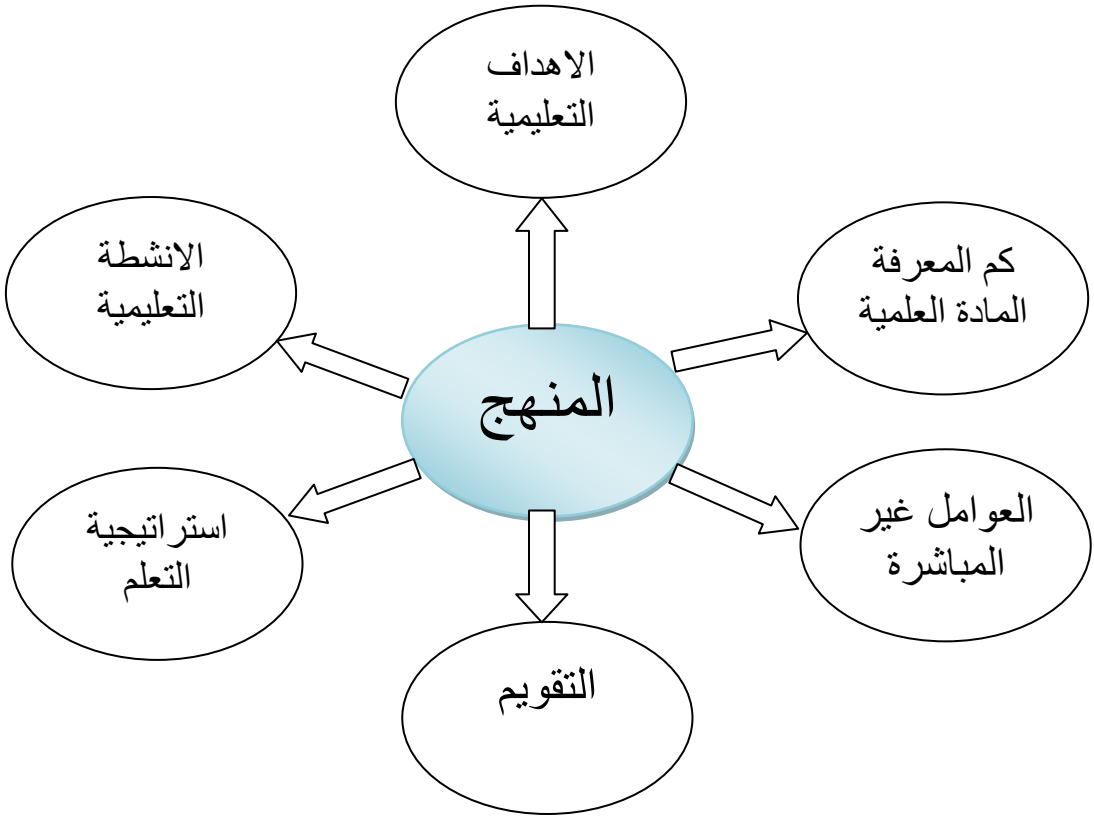 الاهداف
التعليمية
كم المعرفة
المادة العلمية
الانشطة
التعليمية
المنهج
العوامل غير
المباشرة
استراتيجية
التعلم
التقويم